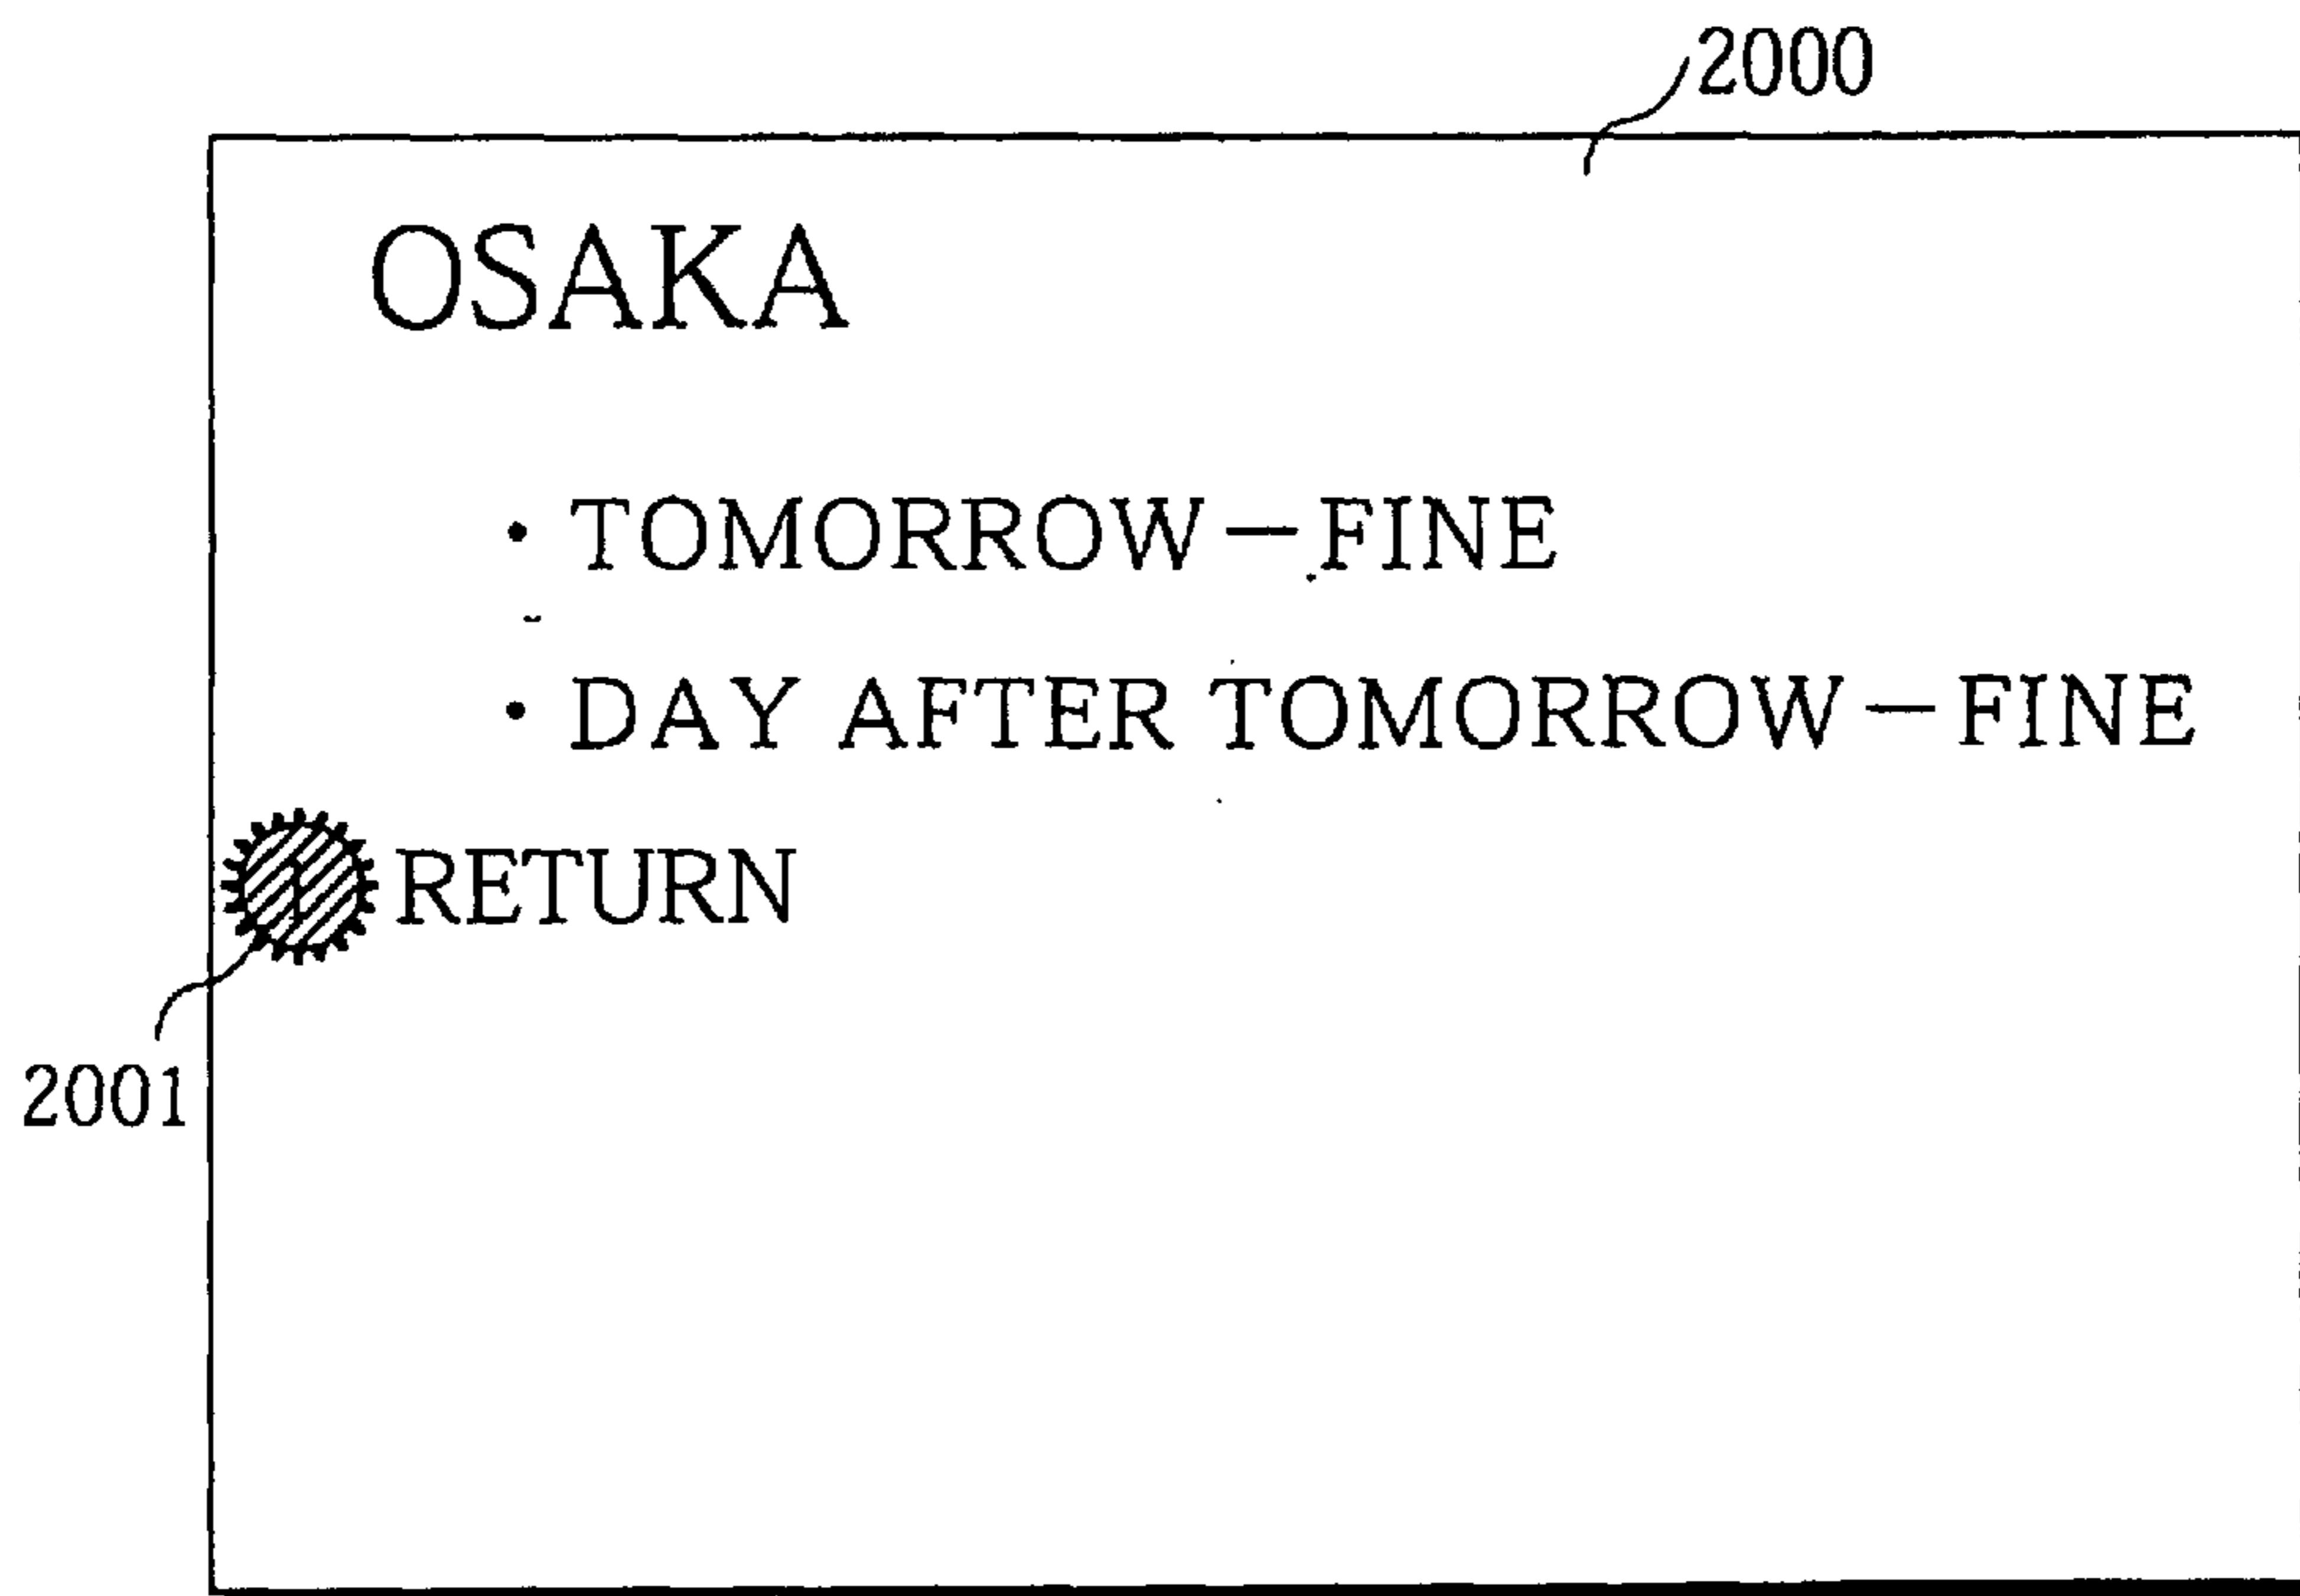 2000
OSAKA
· TOMORROW—FINE
· DAY AFTER TOMORROW—FINE
RETURN
2001